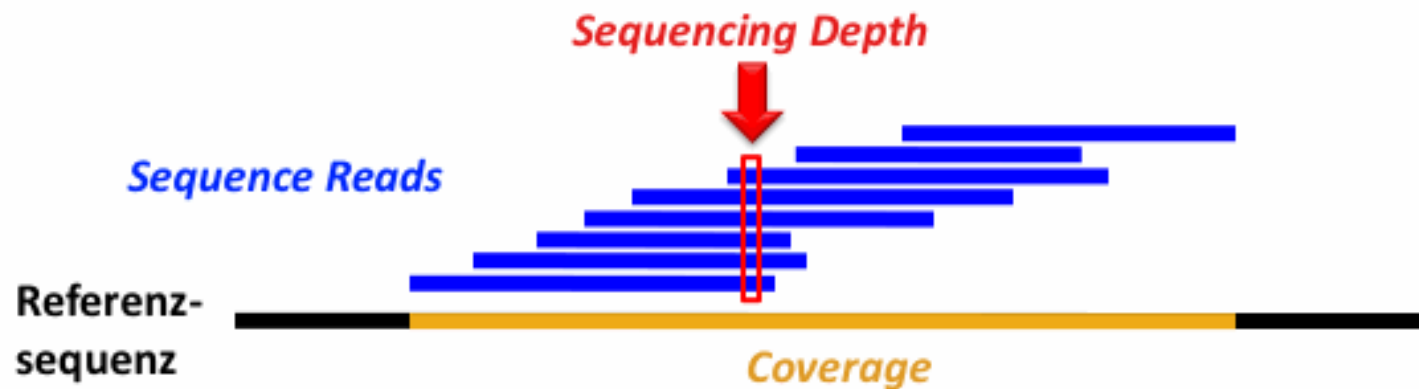 Sequencing Depth
Sequence Reads
Referenz-
sequenz
Coverage